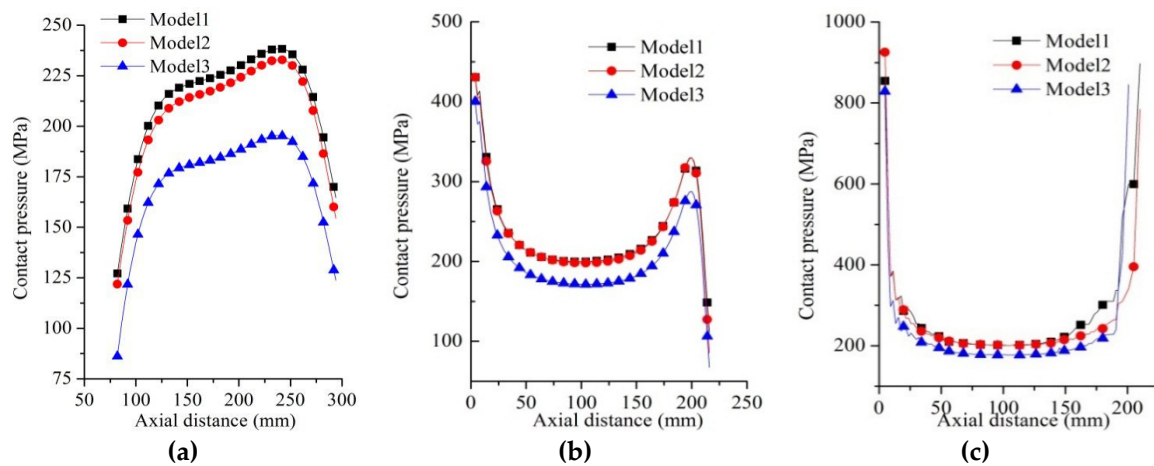 Contact pressure (MPa)
250
225
200
175
150
125
100
75
Model1
Model2
Model3
50
100
150
200
250
300
Axial distance (mm)
(a)
Contact pressure (MPa)
500
400
300
200
100
Model1
Model2
Model3
0
50
100
150
200
250
Axial distance (mm)
(b)
Contact pressure (MPa)
1000
800
600
400
200
Model1
Model2
Model3
0
50
100
150
200
Axial distance (mm)
(c)